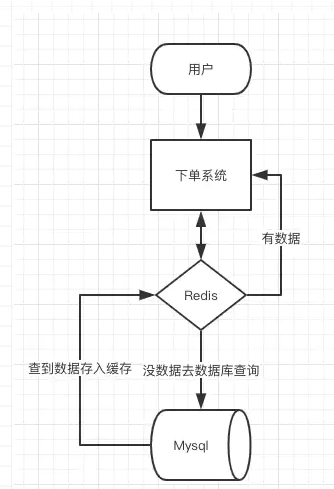 用户
下单系统
有数据
Redis
查到数据存入缓存
没数据去数据库查询
Mysql